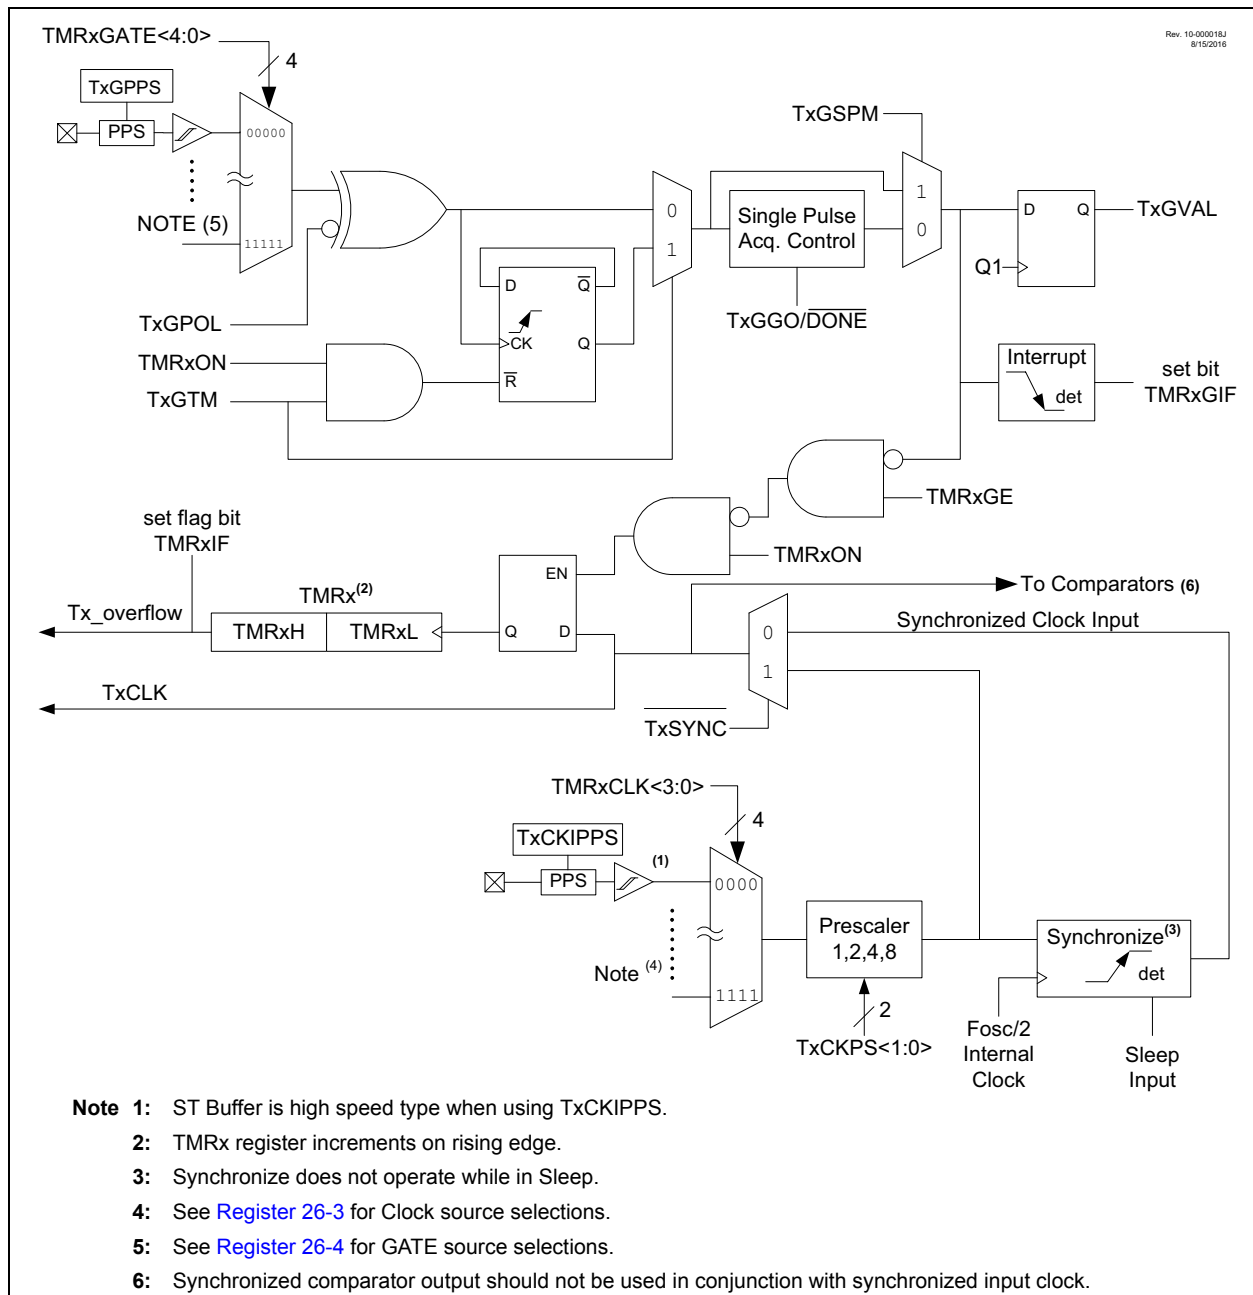 Rev. 10-000018J
8/15/2016
TMRxGATE<4:0>
4
TxGPPS
PPS
00000
NOTE (5)
11111
TxGPOL
TMRxON
TxGTM
D
Q
CK
Q
R
0
1
Single Pulse
Acq. Control
TxGGO/DONE
TxGSPM
1
0
D
Q
Q1
TxGVAL
Interrupt
det
set bit
TMRxGIF
TMRxGE
TMRxON
set flag bit
TMRxIF
Tx_overflow
TMRx(2)
TMRxH
TMRxL
EN
Q
D
To Comparators (6)
Synchronized Clock Input
0
1
TxCLK
TxSYNC
TMRxCLK<3:0>
4
TxCKIPPS
(1)
PPS
0000
Note (4)
1111
Prescaler
1,2,4,8
2
TxCKPS<1:0>
Synchronize(3)
det
Fosc/2
Internal
Clock
Sleep
Input
Note 1: ST Buffer is high speed type when using TxCKIPPS.
2: TMRx register increments on rising edge.
3: Synchronize does not operate while in Sleep.
4: See Register 26-3 for Clock source selections.
5: See Register 26-4 for GATE source selections.
6: Synchronized comparator output should not be used in conjunction with synchronized input clock.